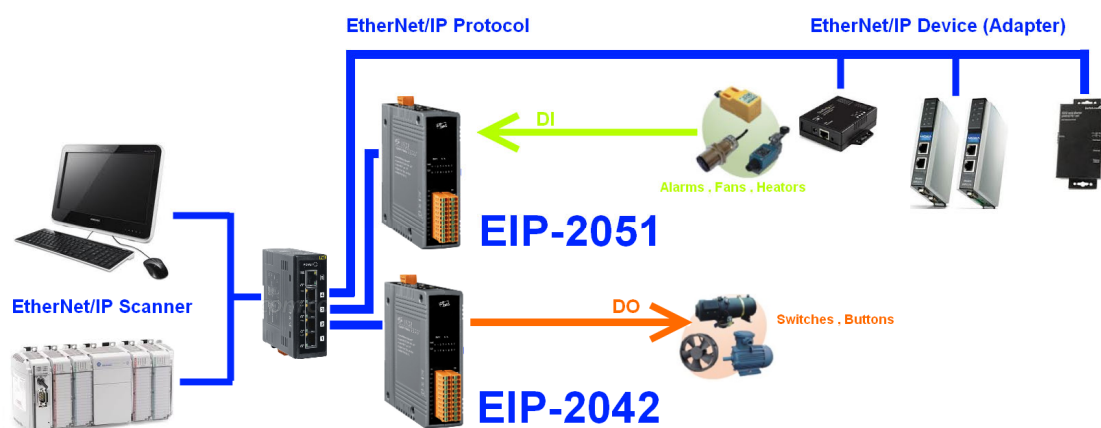 EtherNet/IP Protocol
EtherNet/IP Device (Adapter)
DI
Alarms . Fans . Heators
EIP-2051
EtherNet/IP Scanner
DO
Switches . Buttons
EIP-2042